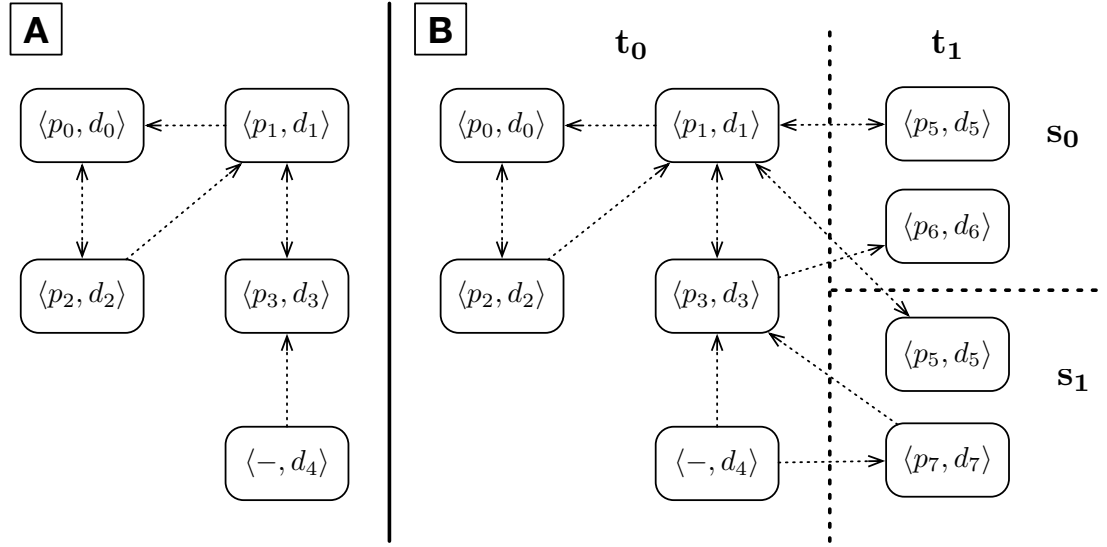 A
⟨p₀, d₀⟩ ⟨p₁, d₁⟩
⟨p₂, d₂⟩ ⟨p₃, d₃⟩
⟨−, d₄⟩
B t₀ t₁
⟨p₀, d₀⟩ ⟨p₁, d₁⟩ ⟨p₅, d₅⟩ s₀
⟨p₆, d₆⟩
⟨p₂, d₂⟩ ⟨p₃, d₃⟩
⟨p₅, d₅⟩ s₁
⟨−, d₄⟩ ⟨p₇, d₇⟩